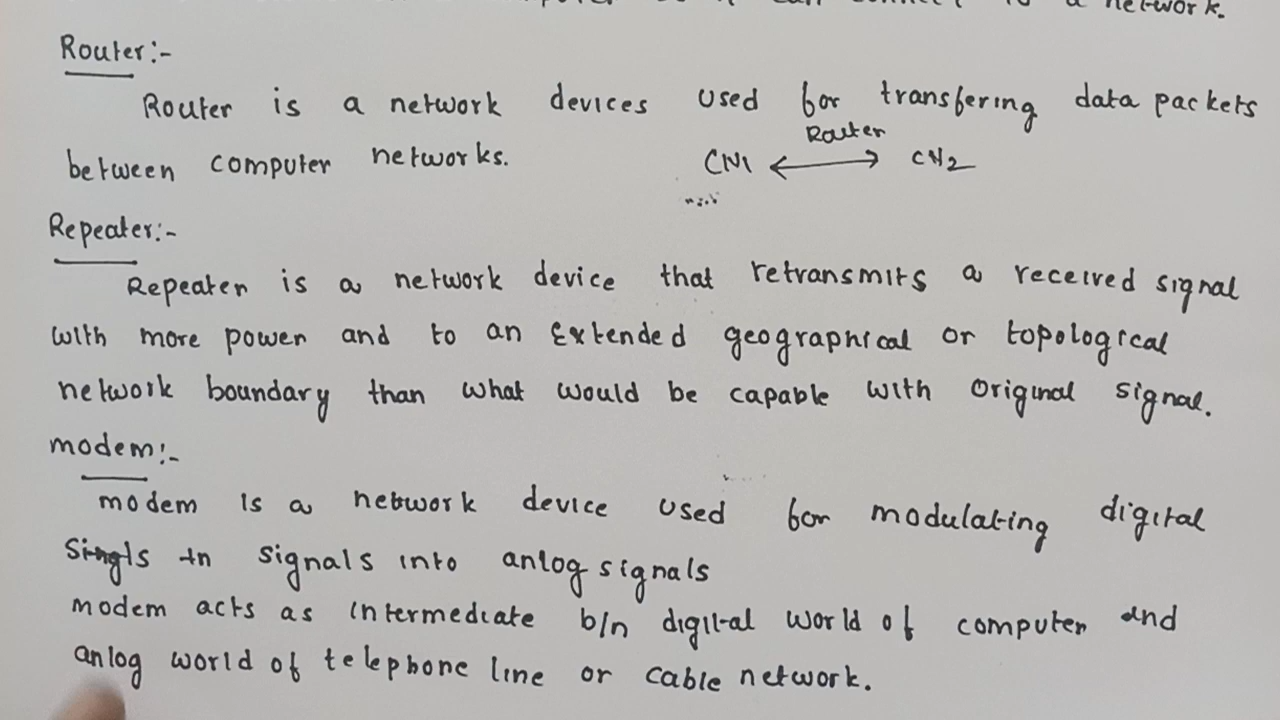 a network.
Router:-
Router is a network devices used for transfering data packets
Router
between computer networks. CN1 ⟷ CN2
Repeater:-
Repeater is a network device that retransmits a received signal
with more power and to an Extended geographical or topological
network boundary than what would be capable with original signal.
modem:-
modem is a network device used for modulating digital
signals into anlog signals
modem acts as intermediate b/n digital world of computer and
anlog world of telephone line or cable network.